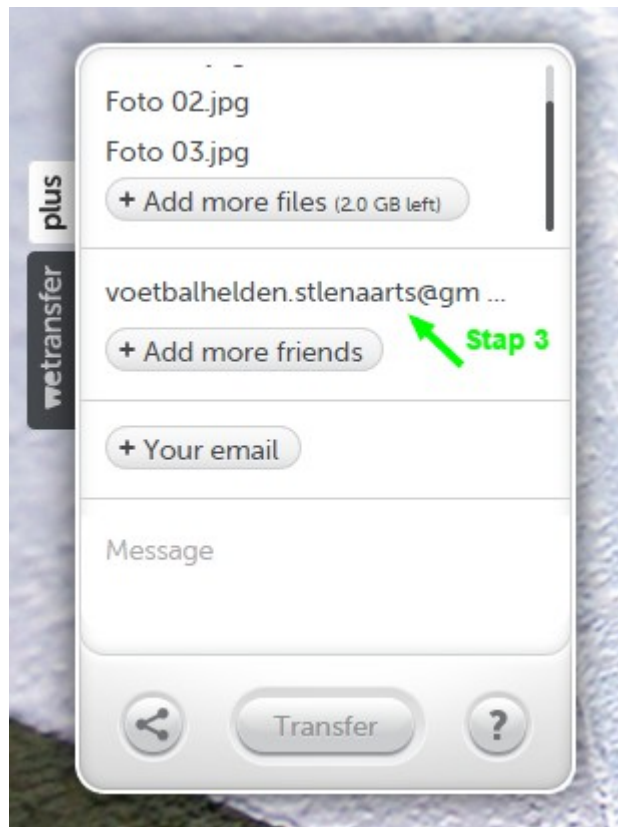 Foto 02.jpg
Foto 03.jpg
+ Add more files (2.0 GB left)
voetbalhelden.stlenaarts@gm ...
+ Add more friends
Stap 3
+ Your email
Message
Transfer
?
plus
wetransfer